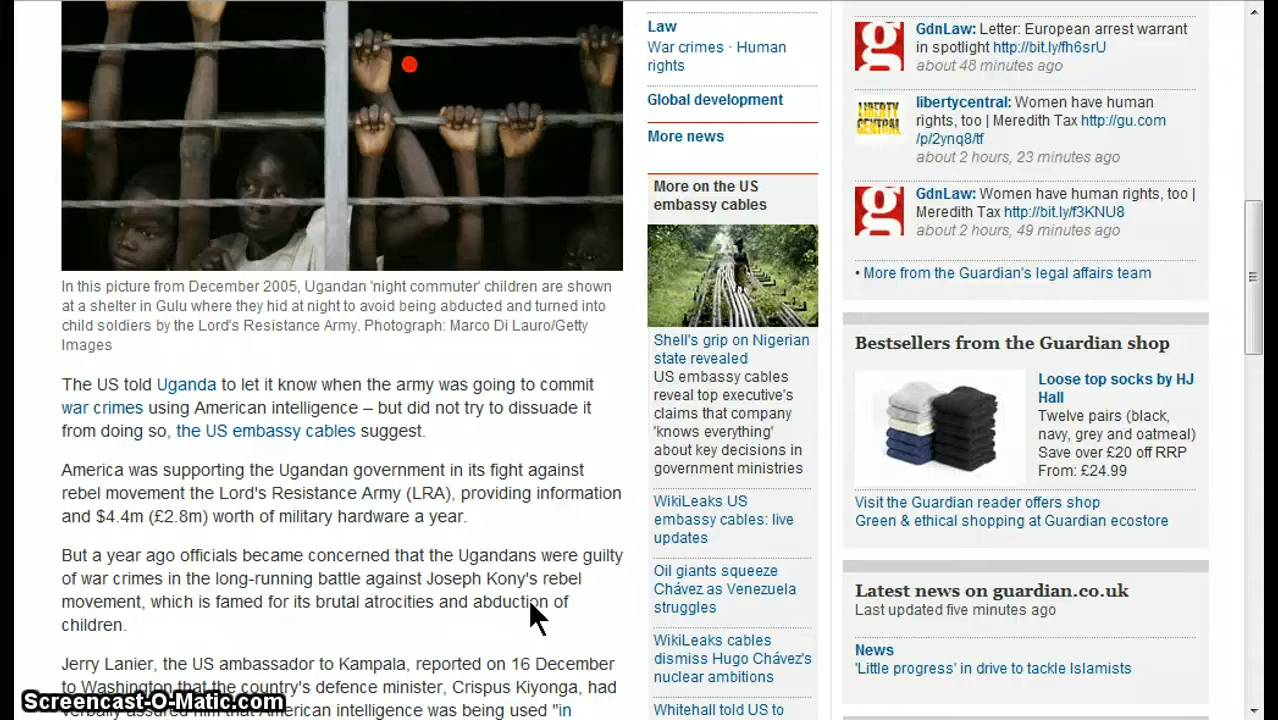 In this picture from December 2005, Ugandan 'night commuter' children are shown
at a shelter in Gulu where they hid at night to avoid being abducted and turned into
child soldiers by the Lord's Resistance Army. Photograph: Marco Di Lauro/Getty
Images
The US told Uganda to let it know when the army was going to commit
war crimes using American intelligence – but did not try to dissuade it
from doing so, the US embassy cables suggest.
America was supporting the Ugandan government in its fight against
rebel movement the Lord's Resistance Army (LRA), providing information
and $4.4m (£2.8m) worth of military hardware a year.
But a year ago officials became concerned that the Ugandans were guilty
of war crimes in the long-running battle against Joseph Kony's rebel
movement, which is famed for its brutal atrocities and abduction of
children.
Jerry Lanier, the US ambassador to Kampala, reported on 16 December
to Washington that the country's defence minister, Crispus Kiyonga, had
verbally assured him that American intelligence was being used "in
Screencast-O-Matic.com
Law
War crimes · Human
rights
Global development
More news
More on the US
embassy cables
Shell's grip on Nigerian
state revealed
US embassy cables
reveal top executive's
claims that company
'knows everything'
about key decisions in
government ministries
WikiLeaks US
embassy cables: live
updates
Oil giants squeeze
Chávez as Venezuela
struggles
WikiLeaks cables
dismiss Hugo Chávez's
nuclear ambitions
Whitehall told US to
g
GdnLaw: Letter: European arrest warrant
in spotlight http://bit.ly/fh6srU
about 48 minutes ago
LIBERTY
CENTRAL
libertycentral: Women have human
rights, too | Meredith Tax http://gu.com
/p/2ynq8/tf
about 2 hours, 23 minutes ago
g
GdnLaw: Women have human rights, too |
Meredith Tax http://bit.ly/f3KNU8
about 2 hours, 49 minutes ago
• More from the Guardian's legal affairs team
Bestsellers from the Guardian shop
Loose top socks by HJ
Hall
Twelve pairs (black,
navy, grey and oatmeal)
Save over £20 off RRP
From: £24.99
Visit the Guardian reader offers shop
Green & ethical shopping at Guardian ecostore
Latest news on guardian.co.uk
Last updated five minutes ago
News
'Little progress' in drive to tackle Islamists